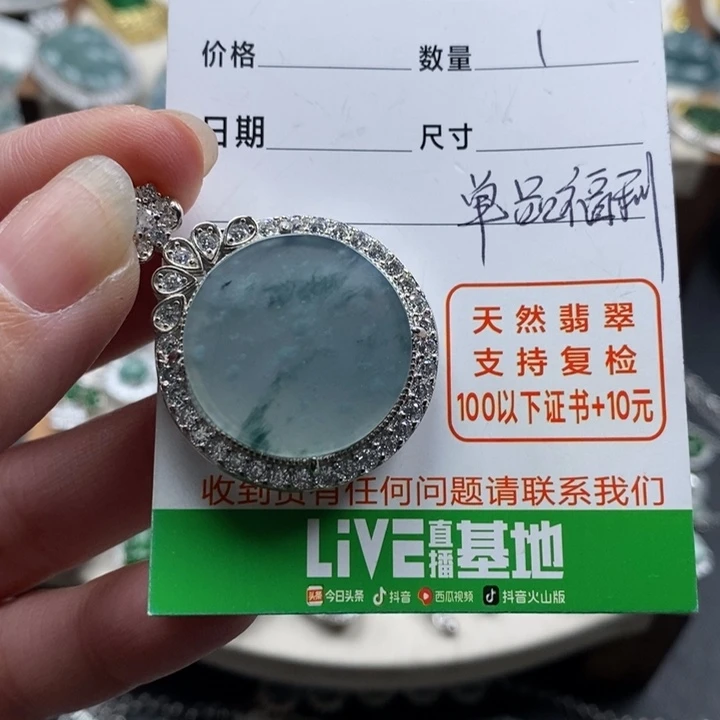 价格 数量 1
日期 尺寸
单品福利
天然翡翠
支持复检
100以下证书+10元
收到货有任何问题请联系我们
LiVE直播基地
头条 今日头条 抖音 西瓜视频 抖音火山版